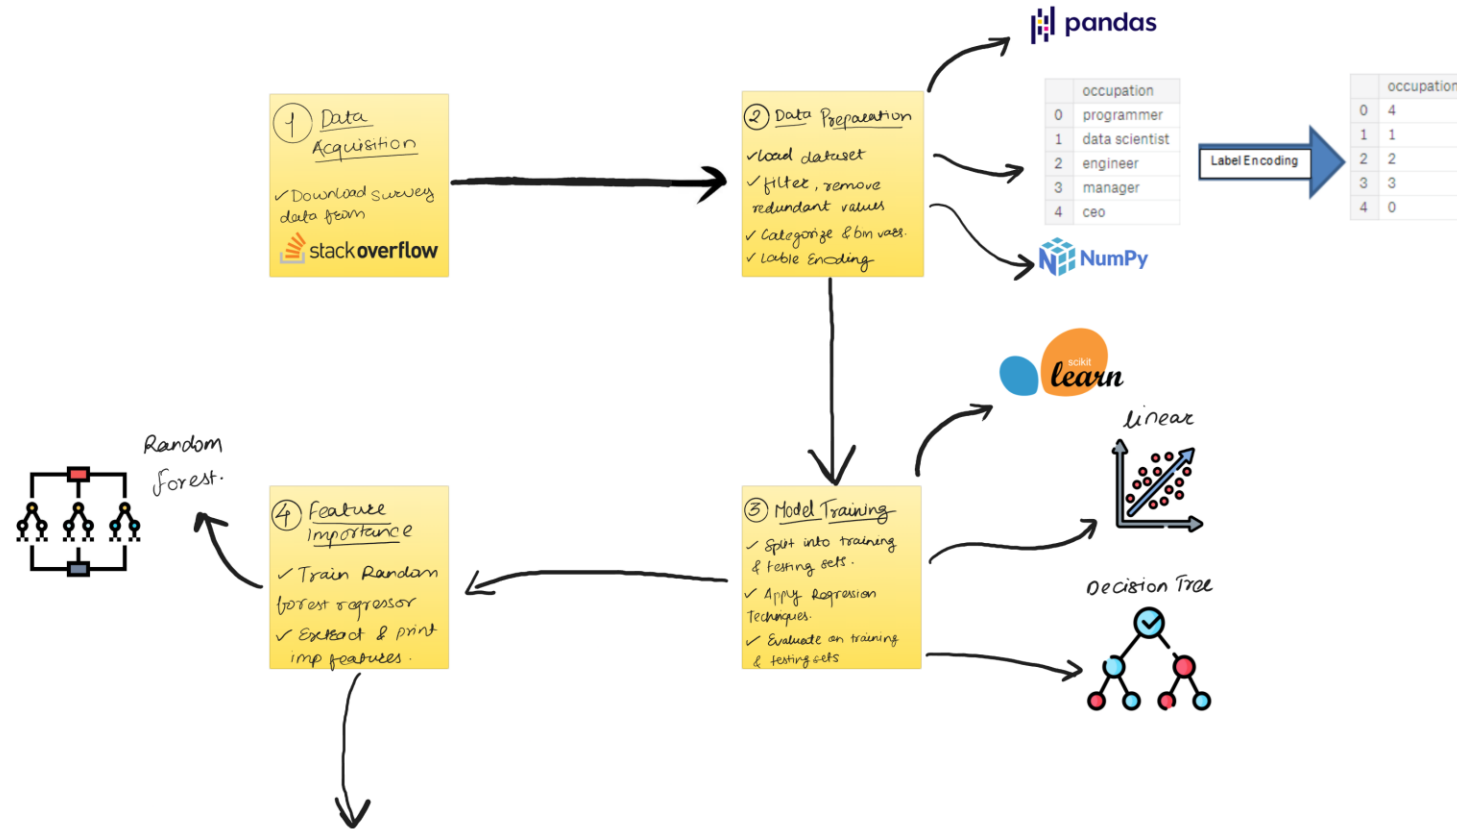 1 Data
Acquisition
✓ Download survey
data from
stackoverflow
2 Data Preparation
✓ Load dataset
✓ filter, remove
redundant values
✓ Categorize & bin vars.
✓ Lable Encoding
pandas
occupation
0 programmer
1 data scientist
2 engineer
3 manager
4 ceo
Label Encoding
occupation
0 4
1 1
2 2
3 3
4 0
NumPy
3 Model Training
✓ Split into training
& testing sets.
✓ Apply Regression
Techniques.
✓ Evaluate on training
& testing sets
scikit
learn
linear
Decision Tree
4 Feature
Importance
✓ Train Random
forest regressor
✓ Extract & print
imp features.
Random
forest.